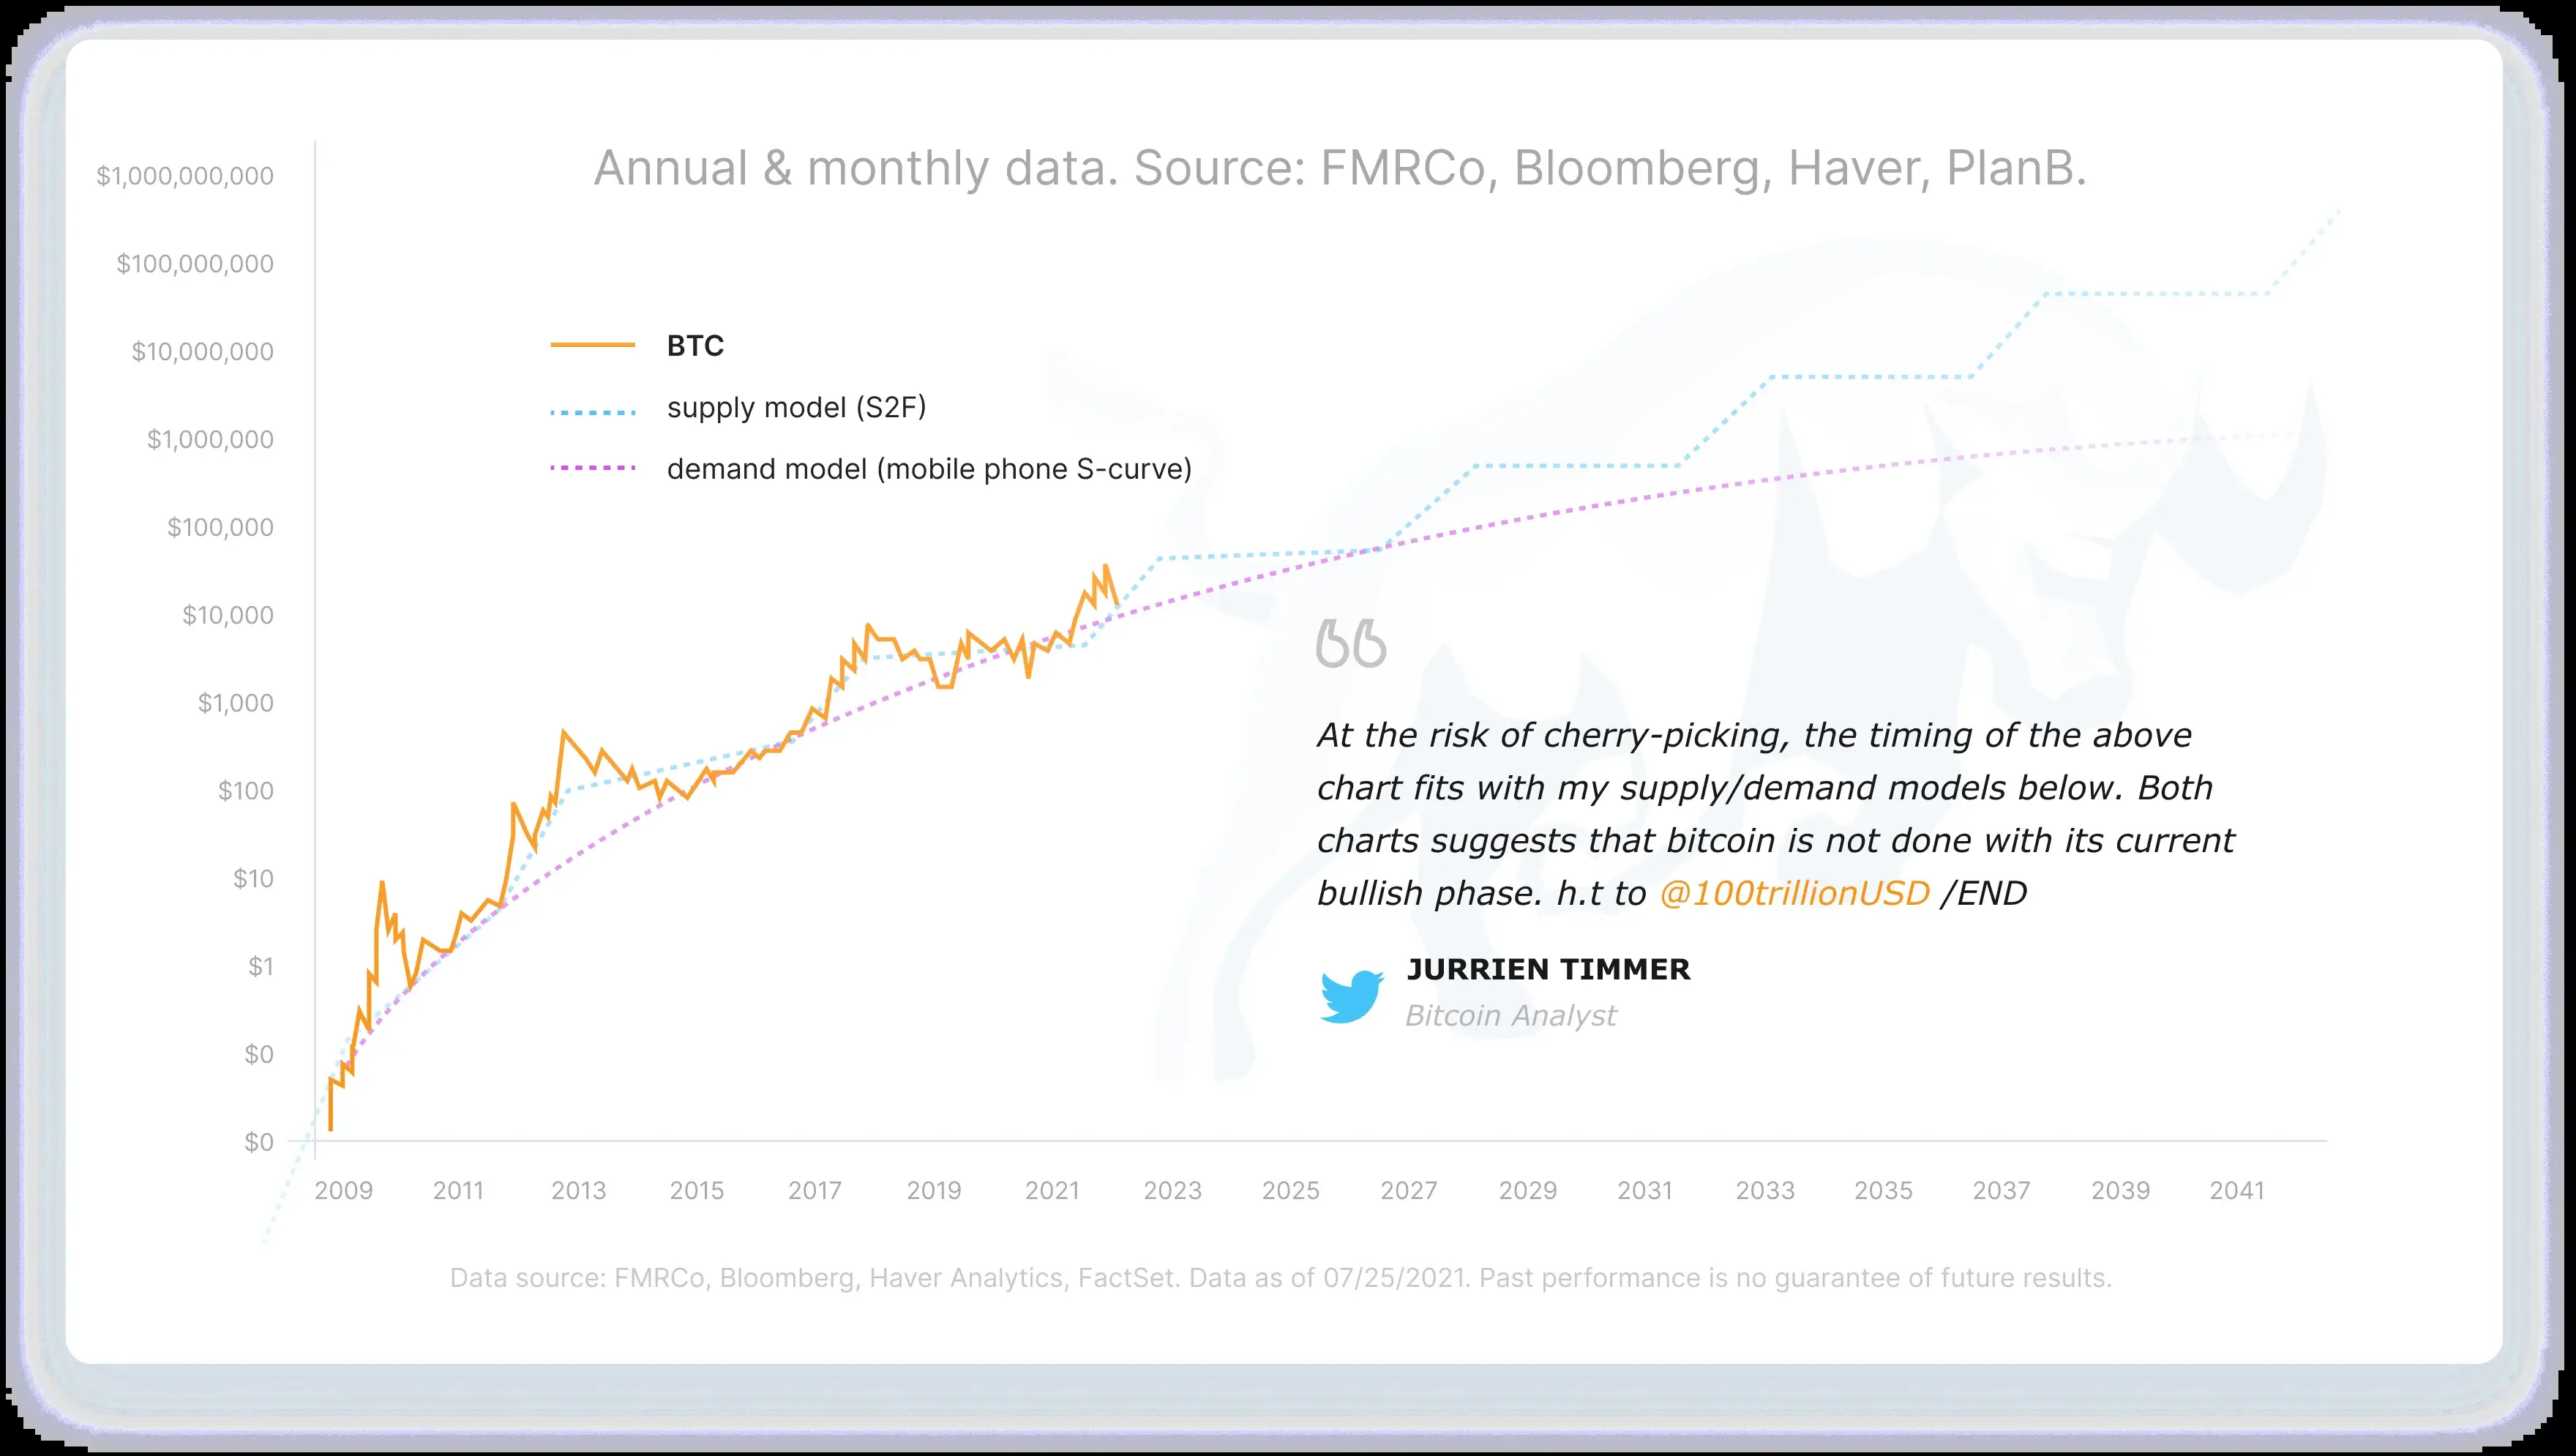 Annual & monthly data. Source: FMRCo, Bloomberg, Haver, PlanB.
$1,000,000,000
$100,000,000
$10,000,000
$1,000,000
$100,000
$10,000
$1,000
$100
$10
$1
$0
$0
BTC
supply model (S2F)
demand model (mobile phone S-curve)
At the risk of cherry-picking, the timing of the above
chart fits with my supply/demand models below. Both
charts suggests that bitcoin is not done with its current
bullish phase. h.t to @100trillionUSD /END
JURRIEN TIMMER
Bitcoin Analyst
2009 2011 2013 2015 2017 2019 2021 2023 2025 2027 2029 2031 2033 2035 2037 2039 2041
Data source: FMRCo, Bloomberg, Haver Analytics, FactSet. Data as of 07/25/2021. Past performance is no guarantee of future results.